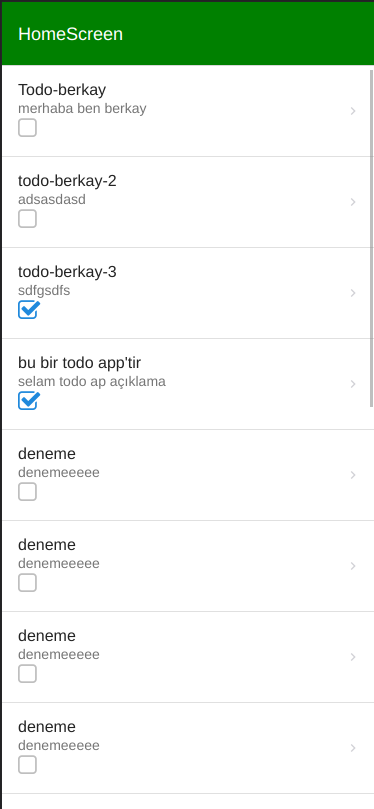 HomeScreen
Todo-berkay
merhaba ben berkay
todo-berkay-2
adsasdasd
todo-berkay-3
sdfgsdfs
bu bir todo app'tir
selam todo ap açıklama
deneme
denemeeeee
deneme
denemeeeee
deneme
denemeeeee
deneme
denemeeeee